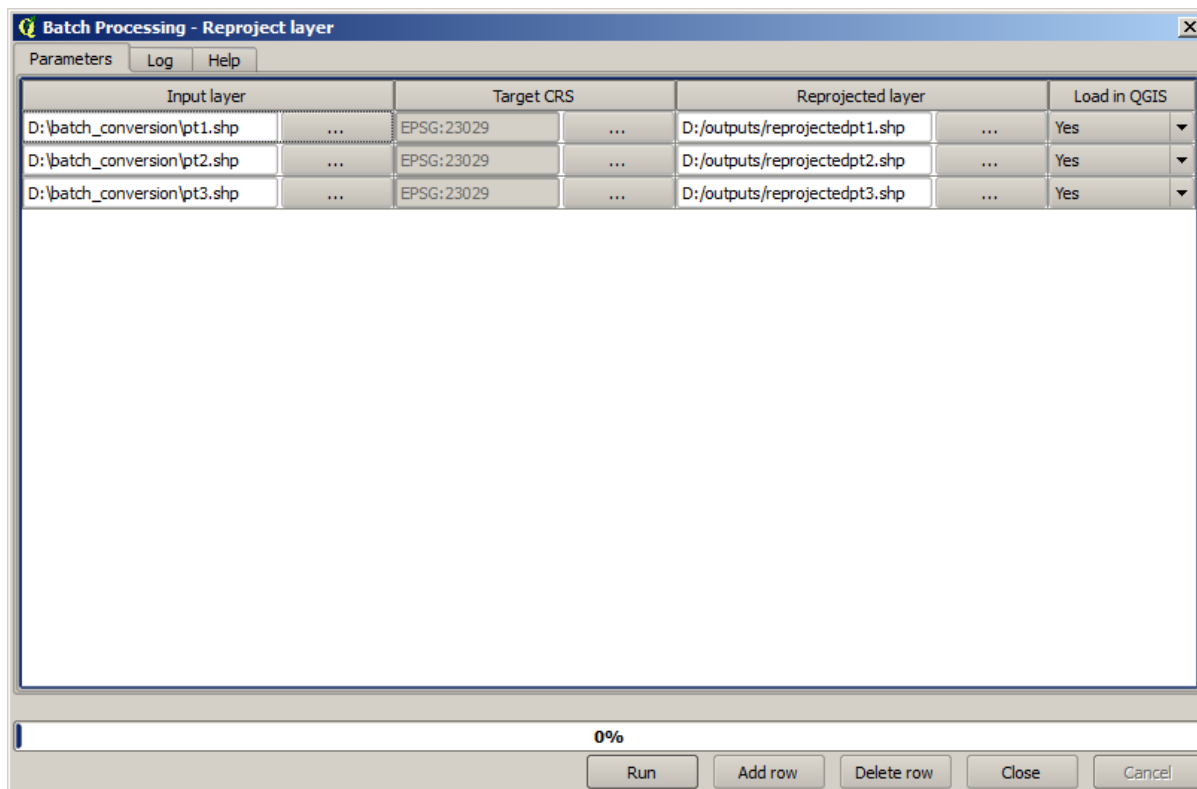 Batch Processing - Reproject layer
Parameters Log Help
Input layer Target CRS Reprojected layer Load in QGIS
D:\batch_conversion\pt1.shp ... EPSG:23029 ... D:/outputs/reprojectedpt1.shp ... Yes
D:\batch_conversion\pt2.shp ... EPSG:23029 ... D:/outputs/reprojectedpt2.shp ... Yes
D:\batch_conversion\pt3.shp ... EPSG:23029 ... D:/outputs/reprojectedpt3.shp ... Yes
0%
Run Add row Delete row Close Cancel